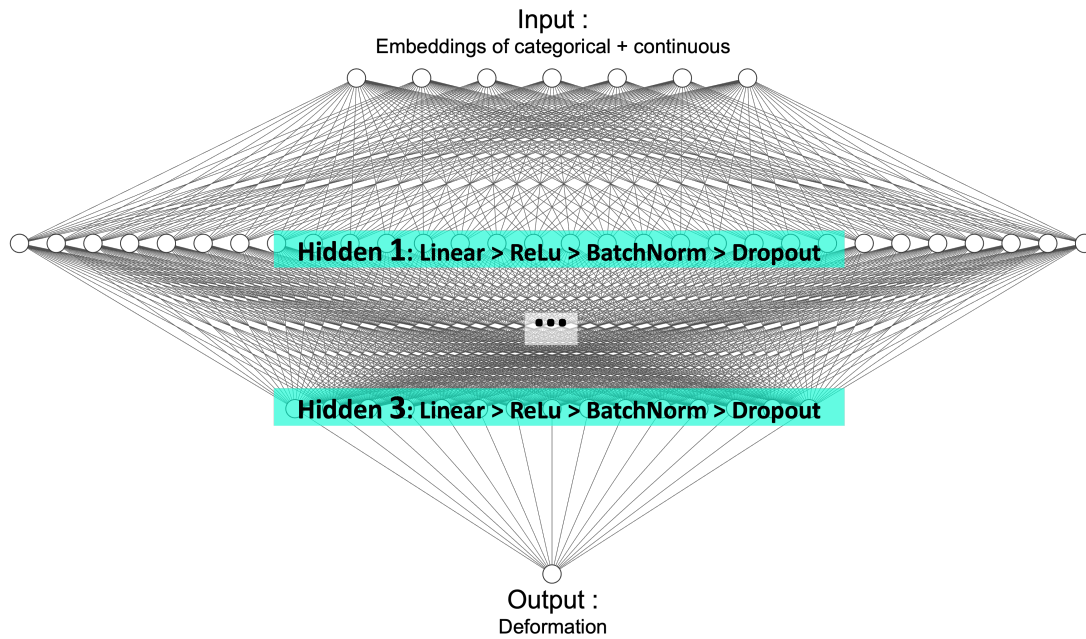 Input :
Embeddings of categorical + continuous
Hidden 1: Linear > ReLu > BatchNorm > Dropout
...
Hidden 3: Linear > ReLu > BatchNorm > Dropout
Output :
Deformation